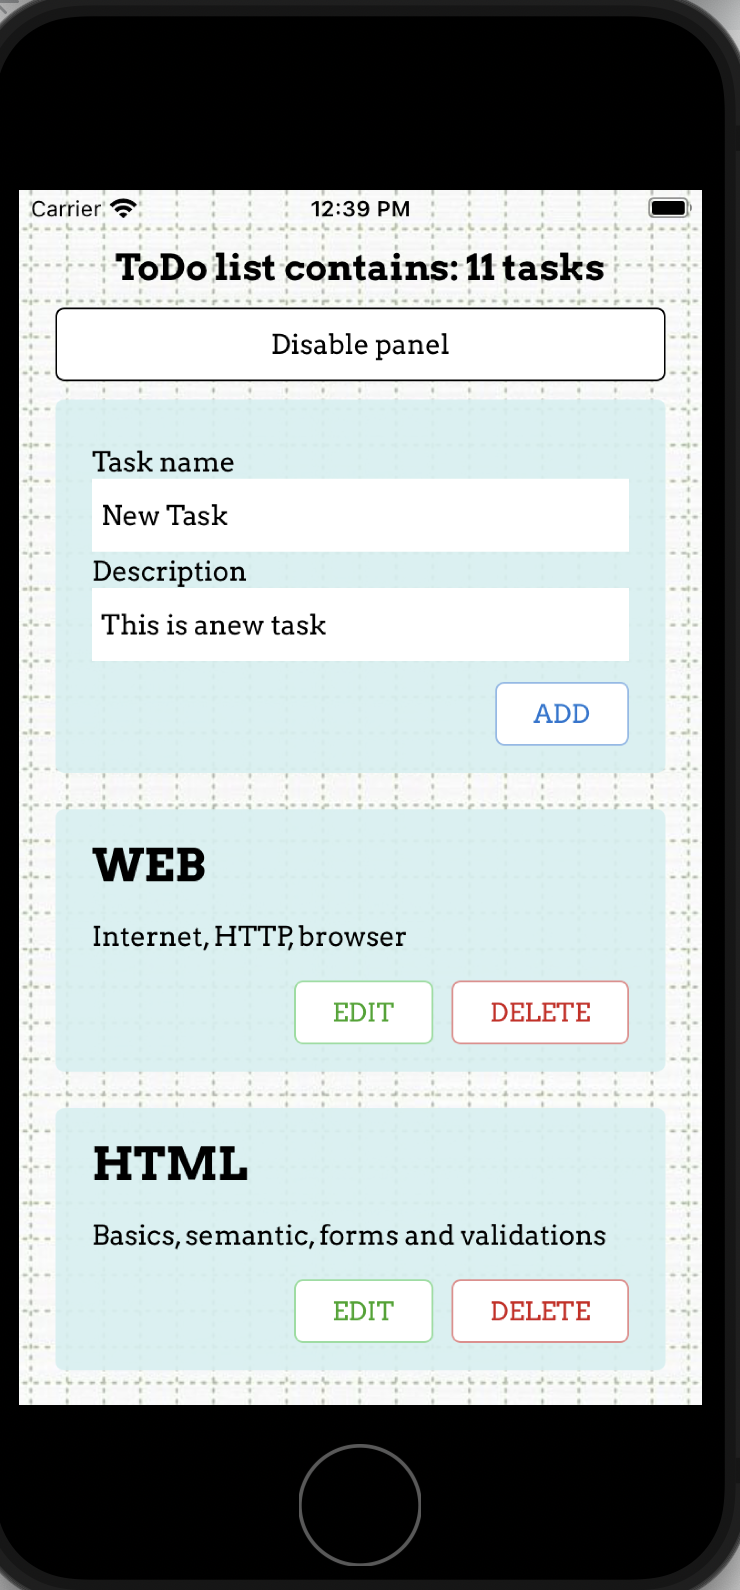 Carrier
12:39 PM
ToDo list contains: 11 tasks
Disable panel
Task name
New Task
Description
This is anew task
ADD
WEB
Internet, HTTP, browser
EDIT
DELETE
HTML
Basics, semantic, forms and validations
EDIT
DELETE